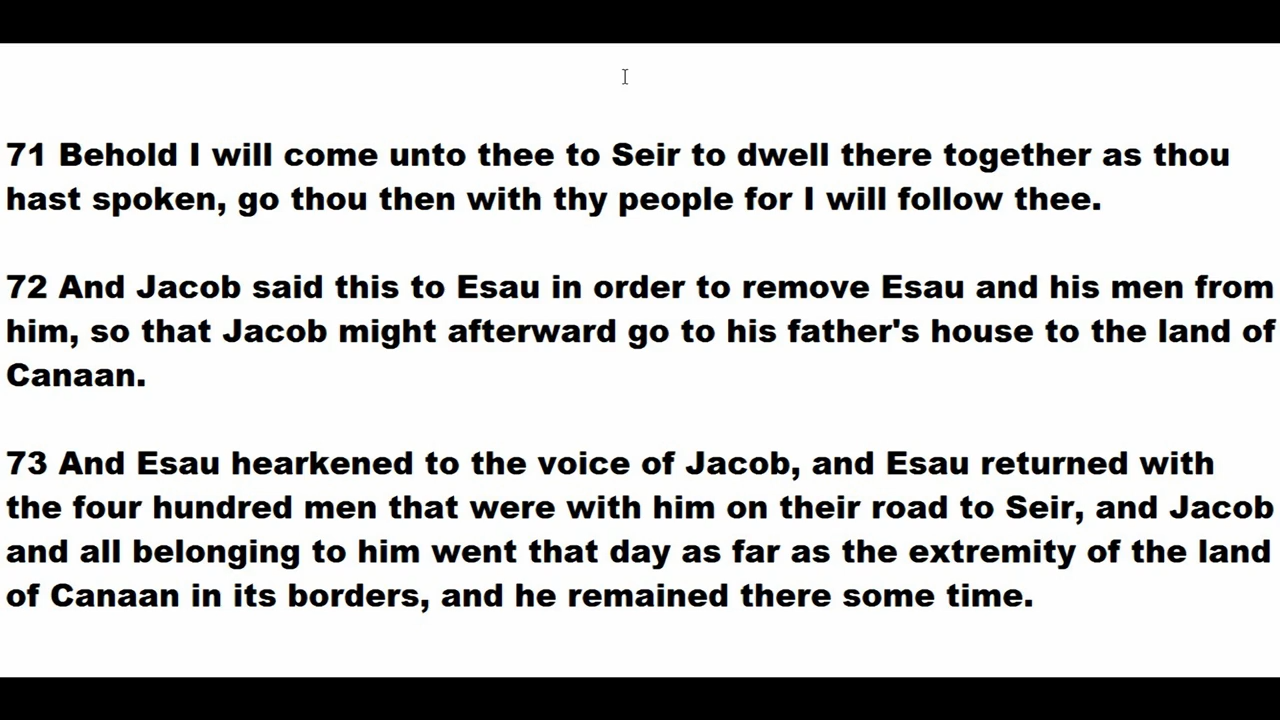 71 Behold I will come unto thee to Seir to dwell there together as thou
hast spoken, go thou then with thy people for I will follow thee.
72 And Jacob said this to Esau in order to remove Esau and his men from
him, so that Jacob might afterward go to his father's house to the land of
Canaan.
73 And Esau hearkened to the voice of Jacob, and Esau returned with
the four hundred men that were with him on their road to Seir, and Jacob
and all belonging to him went that day as far as the extremity of the land
of Canaan in its borders, and he remained there some time.